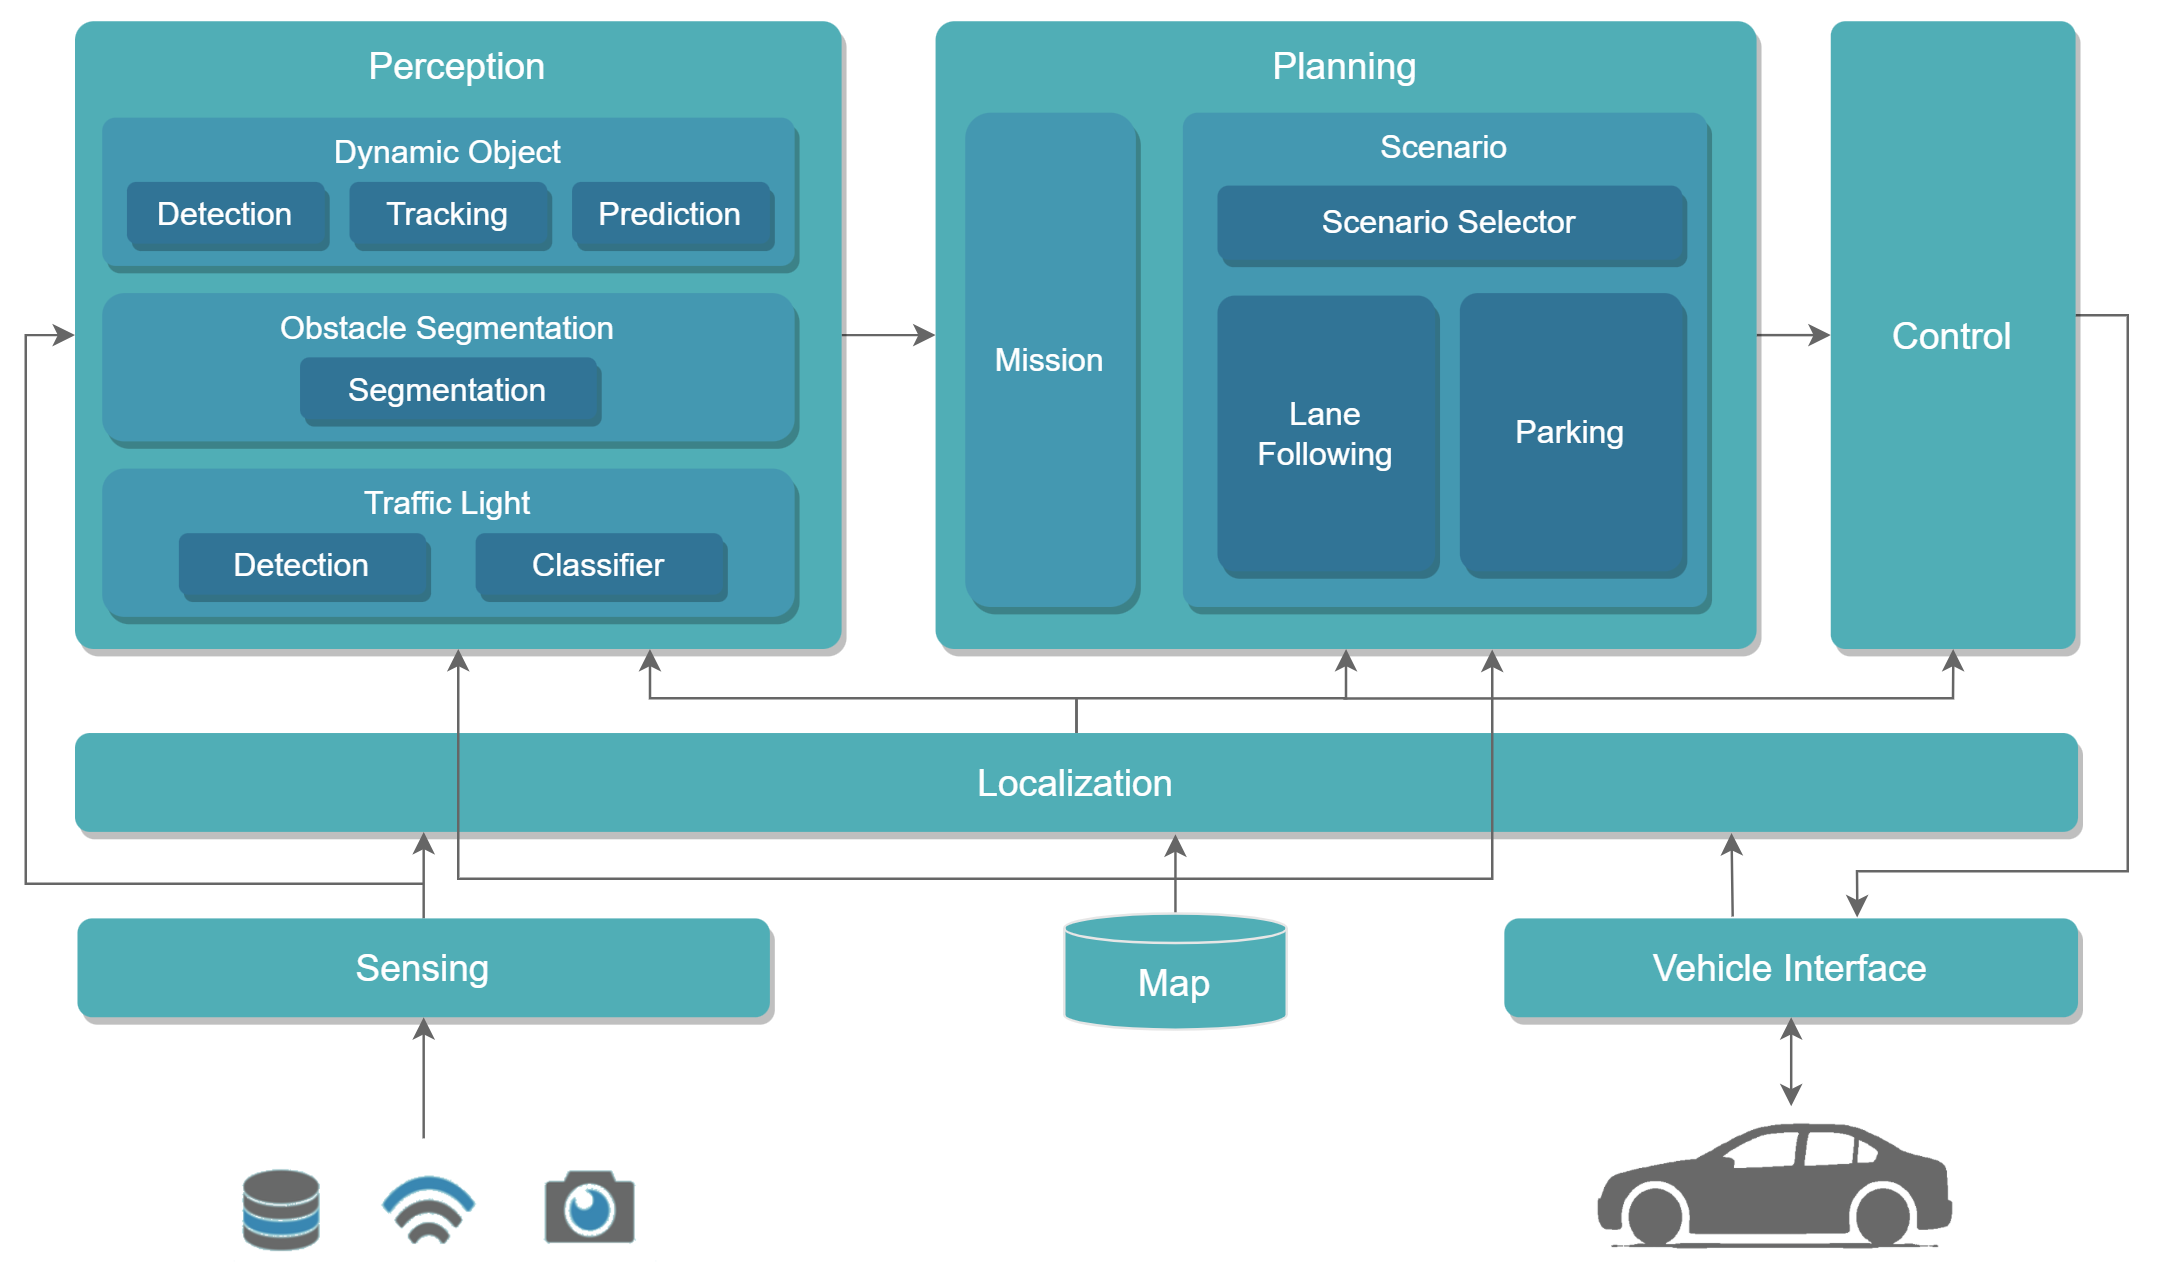 Perception
Dynamic Object
Detection
Tracking
Prediction
Obstacle Segmentation
Segmentation
Traffic Light
Detection
Classifier
Planning
Mission
Scenario
Scenario Selector
Lane
Following
Parking
Control
Localization
Sensing
Map
Vehicle Interface